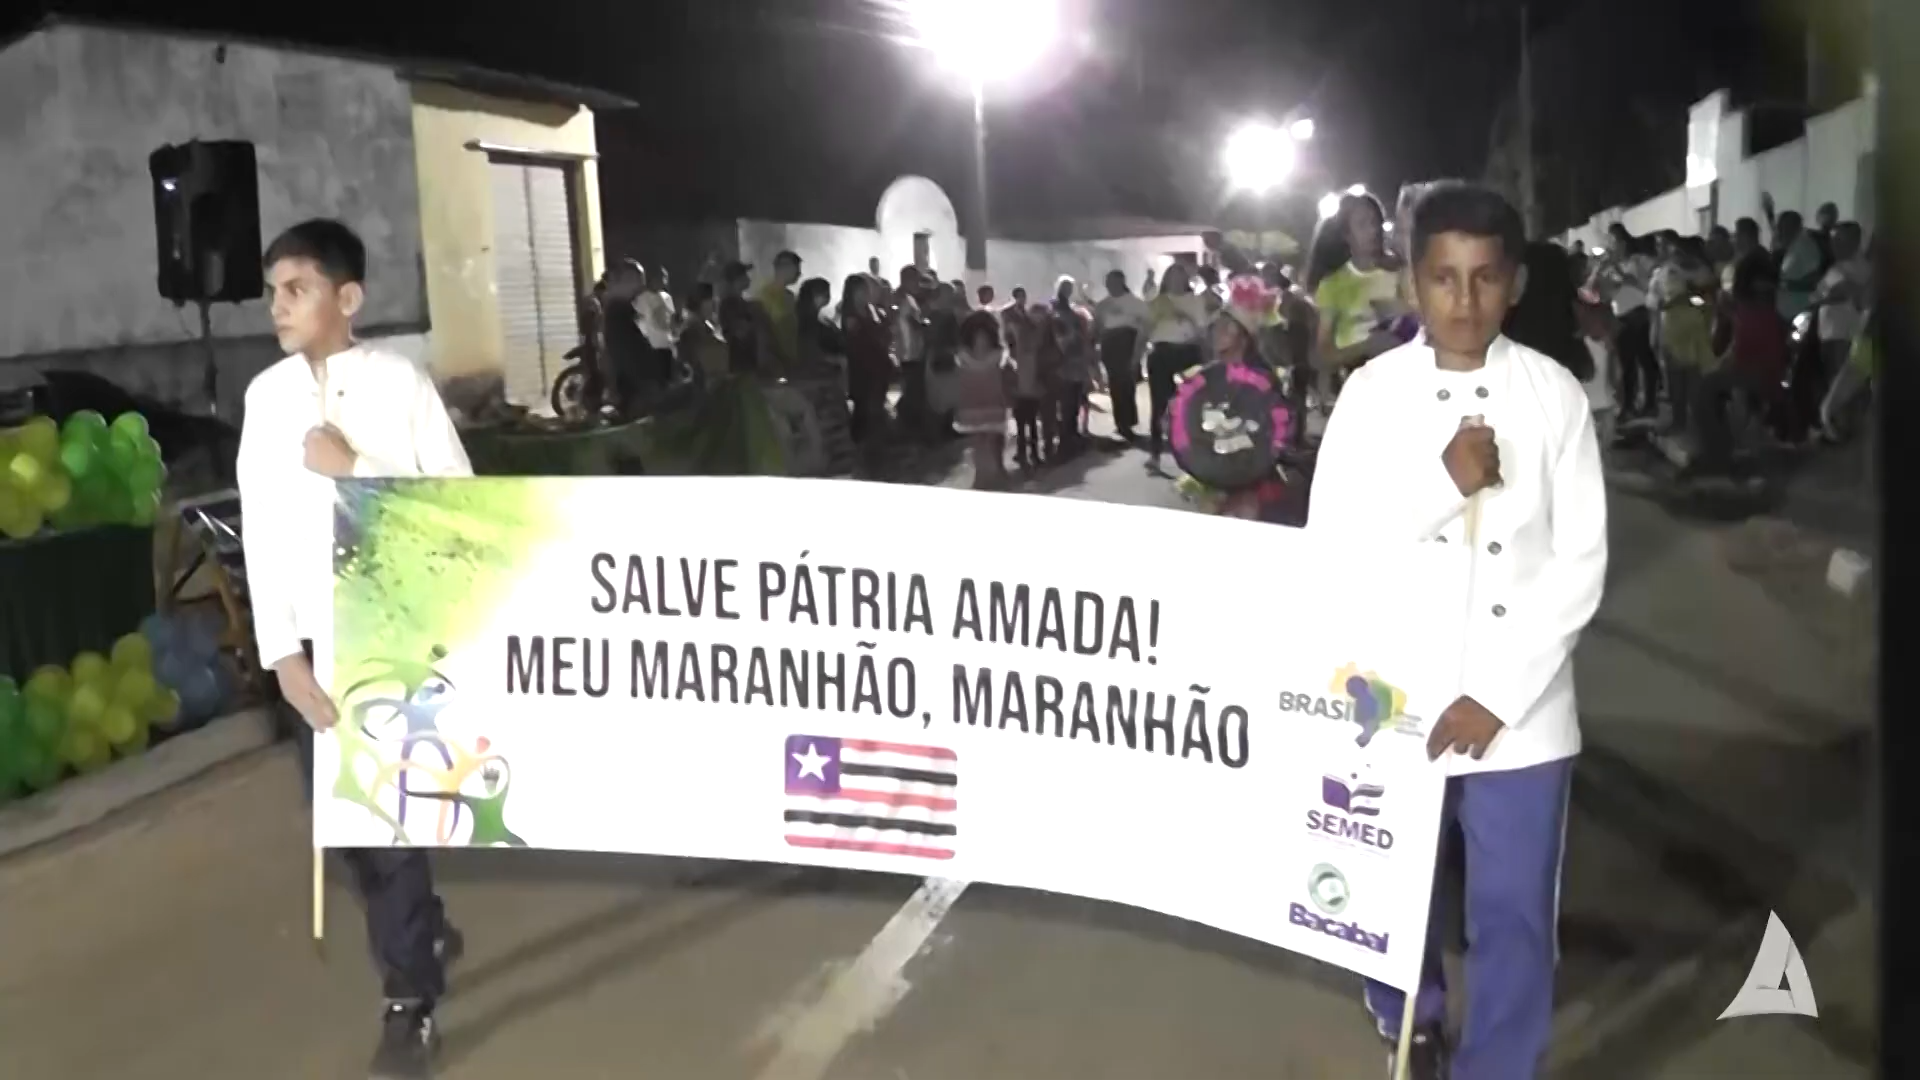 SALVE PÁTRIA AMADA!
MEU MARANHÃO, MARANHÃO
BRASIL
SEMED
Bacabal